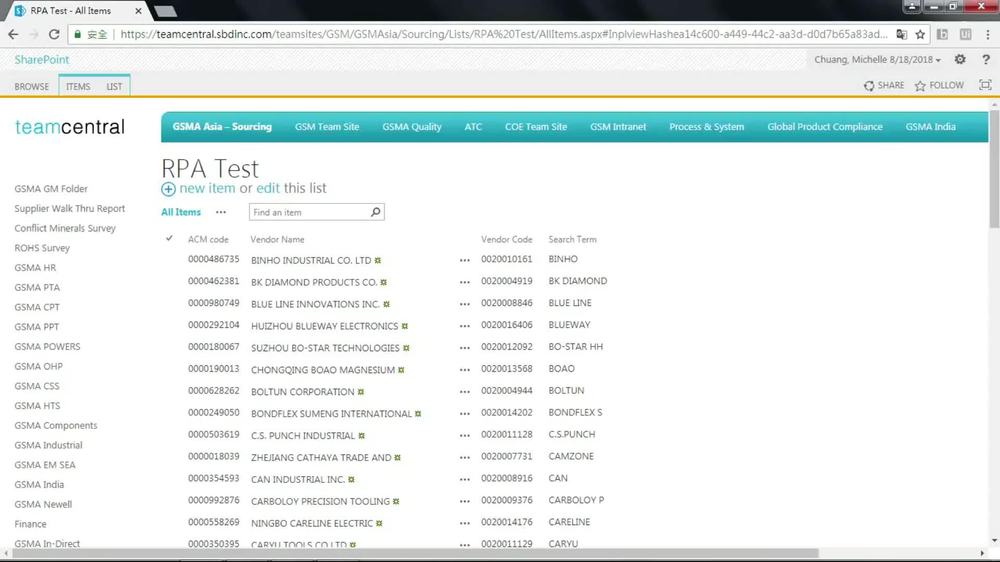 RPA Test - All Items
安全 https://teamcentral.sbdinc.com/teamsites/GSM/GSMAsia/Sourcing/Lists/RPA%20Test/AllItems.aspx#InplviewHashea14c600-a449-44c2-aa3d-d0d7b65a83ad...
SharePoint
Chuang, Michelle 8/18/2018
BROWSE ITEMS LIST
SHARE FOLLOW
teamcentral
GSMA Asia – Sourcing GSM Team Site GSMA Quality ATC COE Team Site GSM Intranet Process & System Global Product Compliance GSMA India
GSMA GM Folder
Supplier Walk Thru Report
Conflict Minerals Survey
ROHS Survey
GSMA HR
GSMA PTA
GSMA CPT
GSMA PPT
GSMA POWERS
GSMA OHP
GSMA CSS
GSMA HTS
GSMA Components
GSMA Industrial
GSMA EM SEA
GSMA India
GSMA Newell
Finance
GSMA In-Direct
RPA Test
new item or edit this list
All Items ... Find an item
ACM code Vendor Name Vendor Code Search Term
0000486735 BINHO INDUSTRIAL CO. LTD ... 0020010161 BINHO
0000462381 BK DIAMOND PRODUCTS CO. ... 0020004919 BK DIAMOND
0000980749 BLUE LINE INNOVATIONS INC. ... 0020008846 BLUE LINE
0000292104 HUIZHOU BLUEWAY ELECTRONICS ... 0020016406 BLUEWAY
0000180067 SUZHOU BO-STAR TECHNOLOGIES ... 0020012092 BO-STAR HH
0000190013 CHONGQING BOAO MAGNESIUM ... 0020013568 BOAO
0000628262 BOLTUN CORPORATION ... 0020004944 BOLTUN
0000249050 BONDFLEX SUMENG INTERNATIONAL ... 0020014202 BONDFLEX S
0000503619 C.S. PUNCH INDUSTRIAL ... 0020011128 C.S.PUNCH
0000018039 ZHEJIANG CATHAYA TRADE AND ... 0020007731 CAMZONE
0000354593 CAN INDUSTRIAL INC. ... 0020008916 CAN
0000992876 CARBOLOY PRECISION TOOLING ... 0020009376 CARBOLOY P
0000558269 NINGBO CARELINE ELECTRIC ... 0020014176 CARELINE
0000350395 CARYU TOOLS CO LTD ... 0020011129 CARYU